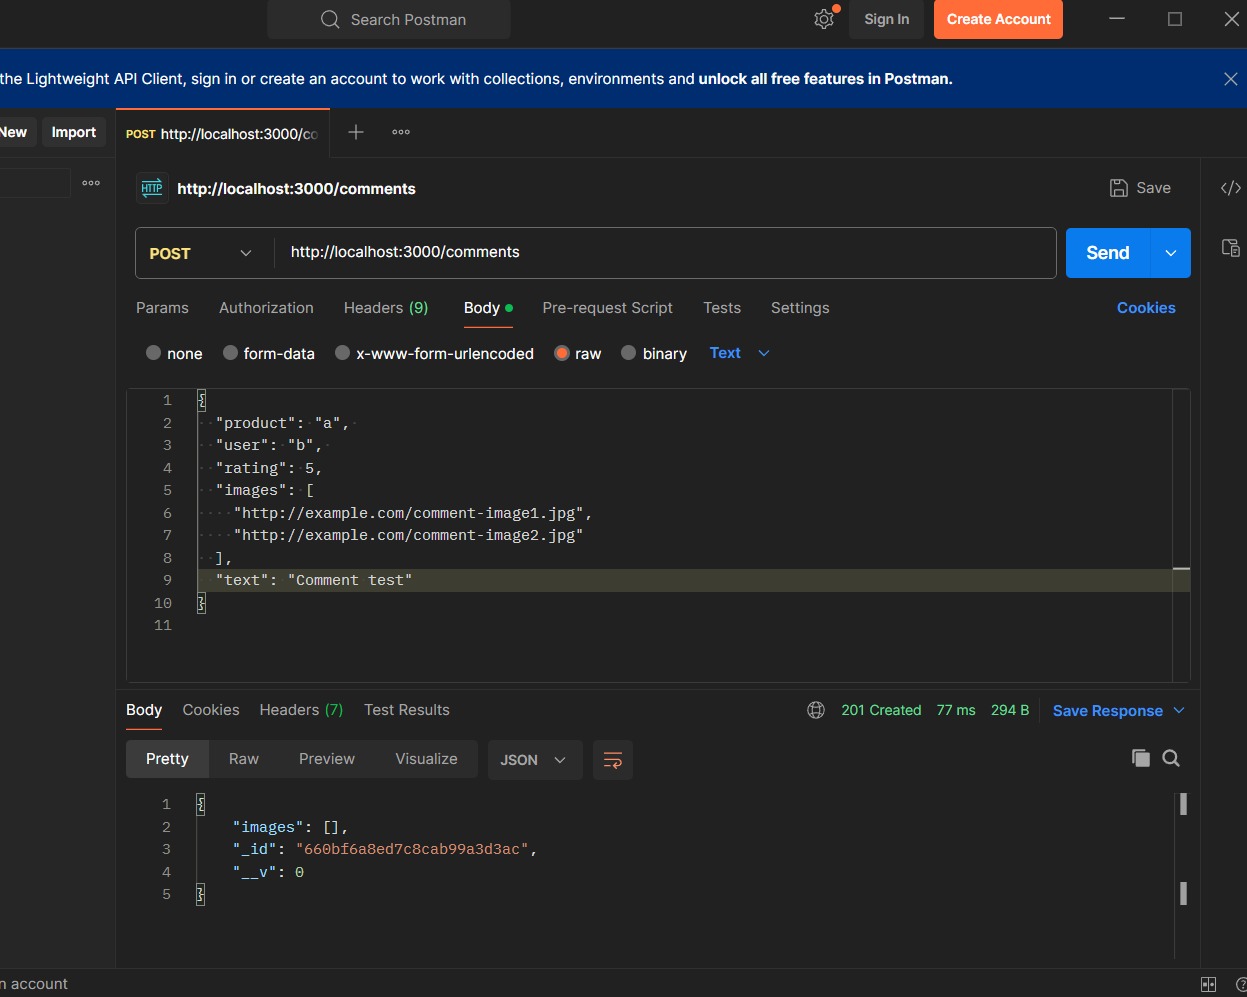 Search Postman
Sign In
Create Account
the Lightweight API Client, sign in or create an account to work with collections, environments and unlock all free features in Postman.
New
Import
POST http://localhost:3000/co
HTTP
http://localhost:3000/comments
Save
POST
http://localhost:3000/comments
Send
Params
Authorization
Headers (9)
Body
Pre-request Script
Tests
Settings
Cookies
none
form-data
x-www-form-urlencoded
raw
binary
Text
1 {
2 "product": "a",
3 "user": "b",
4 "rating": 5,
5 "images": [
6 "http://example.com/comment-image1.jpg",
7 "http://example.com/comment-image2.jpg"
8 ],
9 "text": "Comment test"
10 }
11
Body
Cookies
Headers (7)
Test Results
201 Created
77 ms
294 B
Save Response
Pretty
Raw
Preview
Visualize
JSON
1 {
2 "images": [],
3 "_id": "660bf6a8ed7c8cab99a3d3ac",
4 "__v": 0
5 }
n account